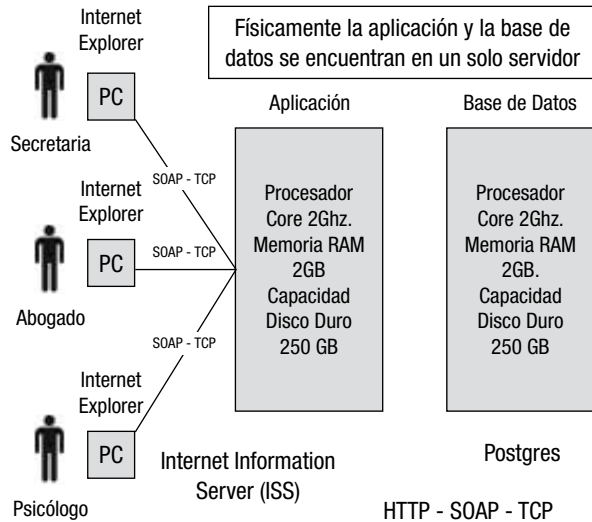 Internet
Explorer
PC
Secretaria
Físicamente la aplicación y la base de
datos se encuentran en un solo servidor
Aplicación
Base de Datos
SOAP - TCP
Internet
Explorer
PC
Abogado
SOAP - TCP
SOAP - TCP
Internet
Explorer
PC
Psicólogo
Procesador
Core 2Ghz.
Memoria RAM
2GB
Capacidad
Disco Duro
250 GB
Procesador
Core 2Ghz.
Memoria RAM
2GB.
Capacidad
Disco Duro
250 GB
Internet Information
Server (ISS)
Postgres
HTTP - SOAP - TCP